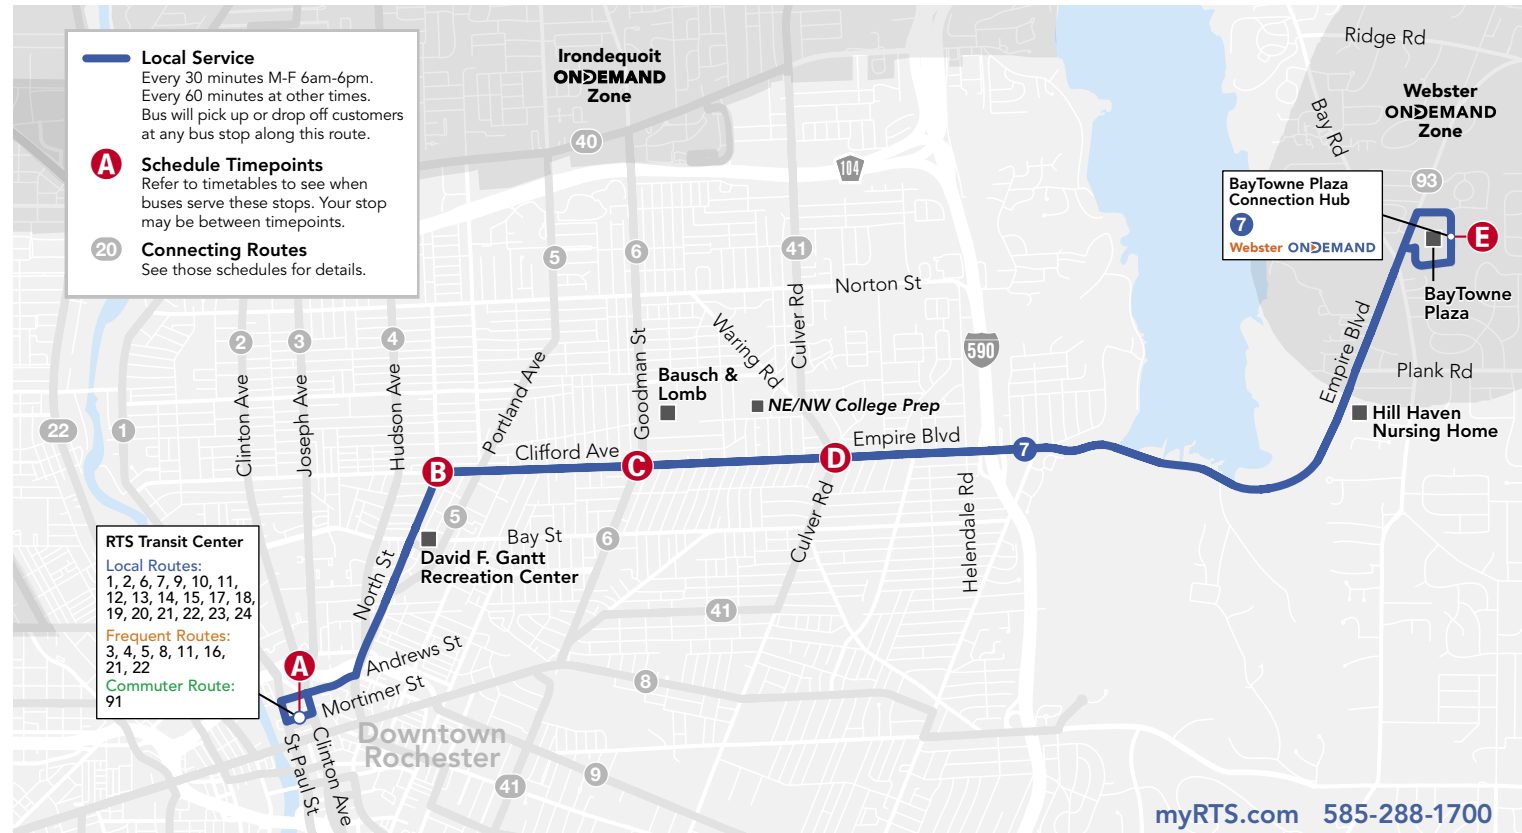 Local Service
Every 30 minutes M-F 6am-6pm.
Every 60 minutes at other times.
Bus will pick up or drop off customers
at any bus stop along this route.
A
Schedule Timepoints
Refer to timetables to see when
buses serve these stops. Your stop
may be between timepoints.
20
Connecting Routes
See those schedules for details.
Irondequoit
ONDEMAND
Zone
Ridge Rd
Webster
ONDEMAND
Zone
Bay Rd
40
104
93
BayTowne Plaza
Connection Hub
7
Webster ONDEMAND
E
BayTowne
Plaza
5
6
41
Norton St
Culver Rd
Waring Rd
Goodman St
Portland Ave
590
2
3
4
Clinton Ave
Joseph Ave
Hudson Ave
22
1
Bausch &
Lomb
NE/NW College Prep
Empire Blvd
Plank Rd
Hill Haven
Nursing Home
Clifford Ave
Empire Blvd
B
C
D
7
5
Bay St
6
David F. Gantt
Recreation Center
North St
Culver Rd
Helendale Rd
RTS Transit Center
Local Routes:
1, 2, 6, 7, 9, 10, 11,
12, 13, 14, 15, 17, 18,
19, 20, 21, 22, 23, 24
Frequent Routes:
3, 4, 5, 8, 11, 16,
21, 22
Commuter Route:
91
41
A
Andrews St
Mortimer St
8
Downtown
Rochester
St Paul St
Clinton Ave
9
41
myRTS.com 585-288-1700